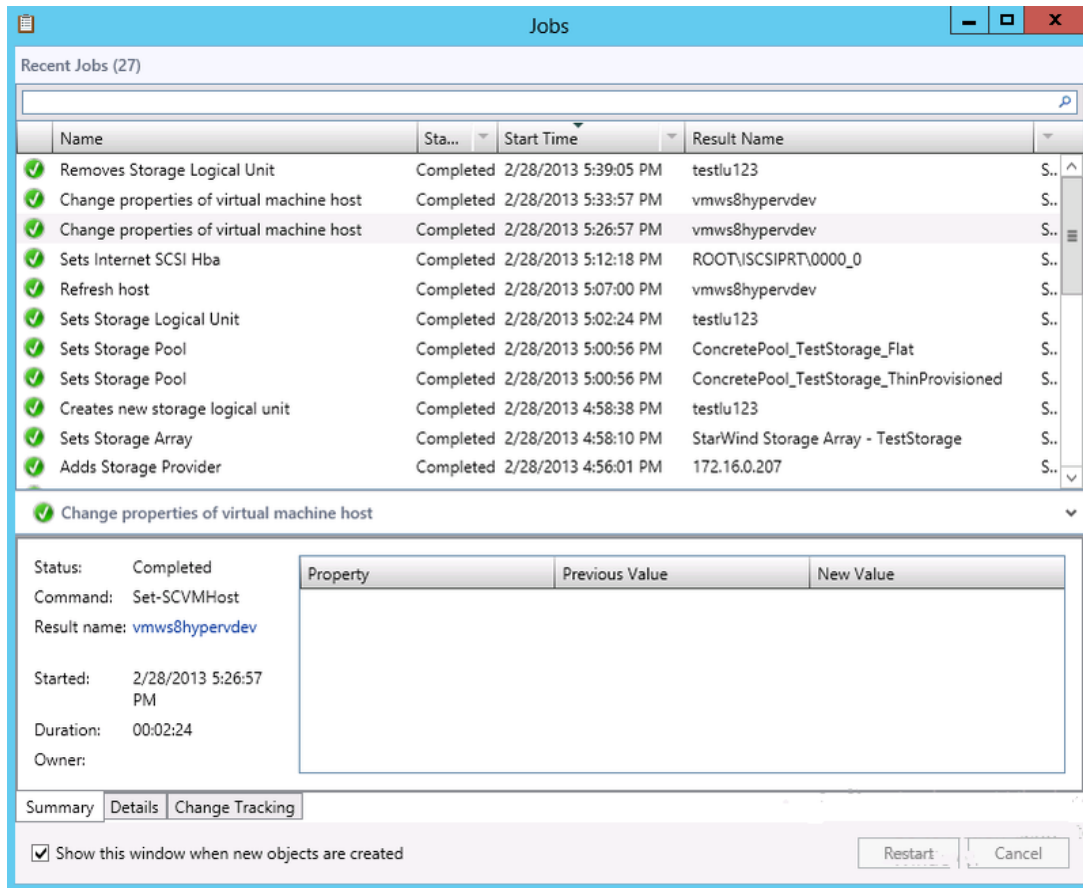 Jobs
Recent Jobs (27)
Name Sta... Start Time Result Name
Removes Storage Logical Unit Completed 2/28/2013 5:39:05 PM testlu123 S..
Change properties of virtual machine host Completed 2/28/2013 5:33:57 PM vmws8hypervdev S..
Change properties of virtual machine host Completed 2/28/2013 5:26:57 PM vmws8hypervdev S..
Sets Internet SCSI Hba Completed 2/28/2013 5:12:18 PM ROOT\ISCSIPRT\0000_0 S..
Refresh host Completed 2/28/2013 5:07:00 PM vmws8hypervdev S..
Sets Storage Logical Unit Completed 2/28/2013 5:02:24 PM testlu123 S..
Sets Storage Pool Completed 2/28/2013 5:00:56 PM ConcretePool_TestStorage_Flat S..
Sets Storage Pool Completed 2/28/2013 5:00:56 PM ConcretePool_TestStorage_ThinProvisioned S..
Creates new storage logical unit Completed 2/28/2013 4:58:38 PM testlu123 S..
Sets Storage Array Completed 2/28/2013 4:58:10 PM StarWind Storage Array - TestStorage S..
Adds Storage Provider Completed 2/28/2013 4:56:01 PM 172.16.0.207 S..
Change properties of virtual machine host
Status: Completed
Command: Set-SCVMHost
Result name: vmws8hypervdev
Started: 2/28/2013 5:26:57
PM
Duration: 00:02:24
Owner:
Property Previous Value New Value
Summary Details Change Tracking
Show this window when new objects are created
Restart Cancel